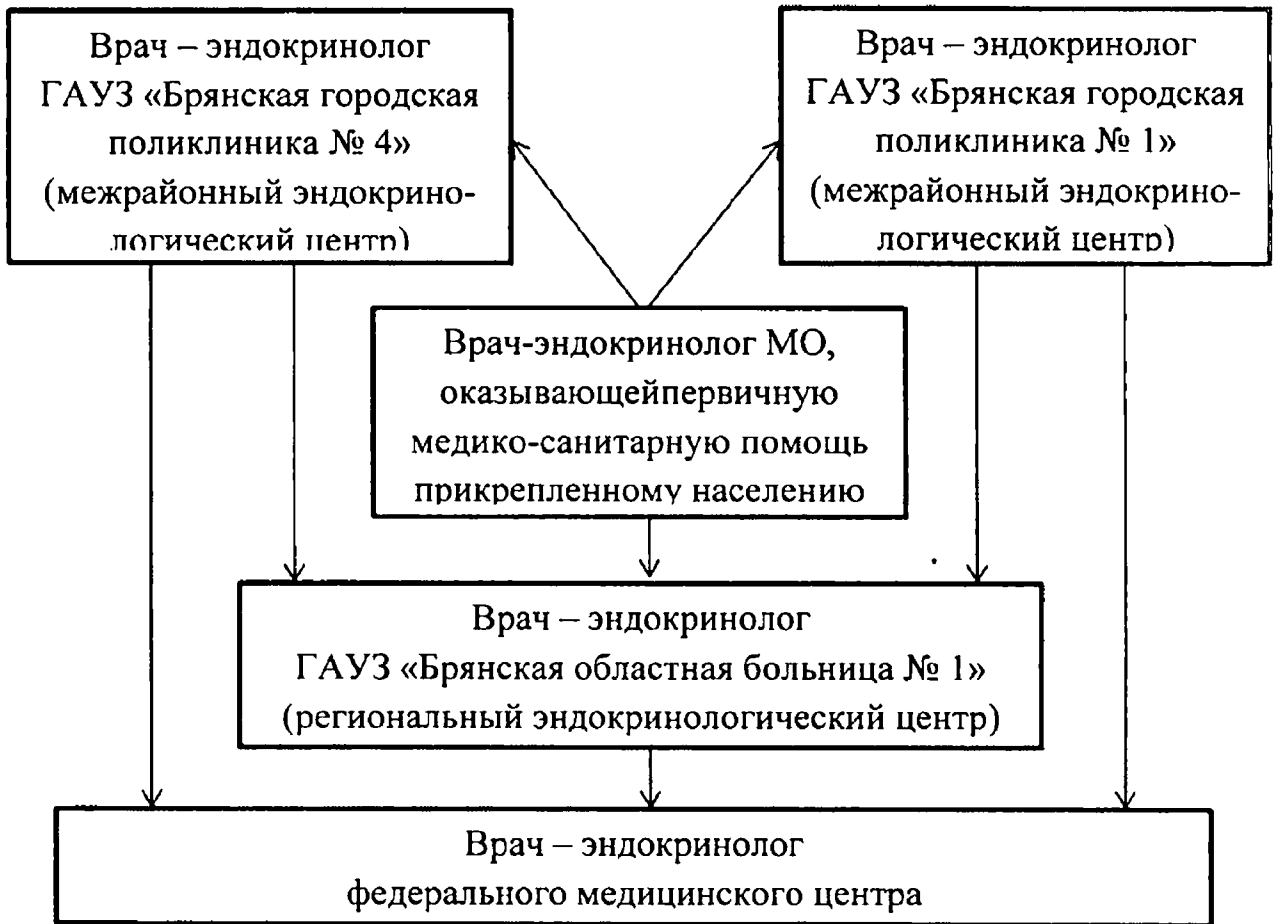 Врач – эндокринолог
ГАУЗ «Брянская городская
поликлиника № 4»
(межрайонный эндокрино-
логический центр)
Врач – эндокринолог
ГАУЗ «Брянская городская
поликлиника № 1»
(межрайонный эндокрино-
логический центр)
Врач-эндокринолог МО,
оказывающейпервичную
медико-санитарную помощь
прикрепленному населению
Врач – эндокринолог
ГАУЗ «Брянская областная больница № 1»
(региональный эндокринологический центр)
Врач – эндокринолог
федерального медицинского центра